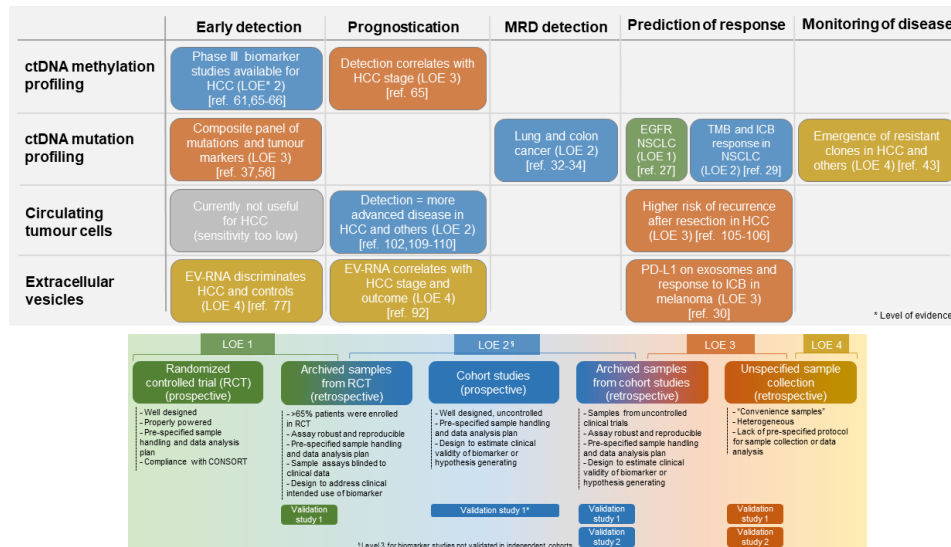 Early detection
Prognostication
MRD detection
Prediction of response
Monitoring of disease
ctDNA methylation
profiling
Phase III biomarker
studies available for
HCC (LOE* 2)
[ref. 61,65-66]
Detection correlates with
HCC stage (LOE 3)
[ref. 65]
ctDNA mutation
profiling
Composite panel of
mutations and tumour
markers (LOE 3)
[ref. 37,56]
Lung and colon
cancer (LOE 2)
[ref. 32-34]
EGFR
NSCLC
(LOE 1)
[ref. 27]
TMB and ICB
response in
NSCLC
(LOE 2) [ref. 29]
Emergence of resistant
clones in HCC and
others (LOE 4) [ref. 43]
Circulating
tumour cells
Currently not useful
for HCC
(sensitivity too low)
Detection = more
advanced disease in
HCC and others (LOE 2)
[ref. 102,109-110]
Higher risk of recurrence
after resection in HCC
(LOE 3) [ref. 105-106]
Extracellular
vesicles
EV-RNA discriminates
HCC and controls
(LOE 4) [ref. 77]
EV-RNA correlates with
HCC stage and
outcome (LOE 4)
[ref. 92]
PD-L1 on exosomes and
response to ICB in
melanoma (LOE 3)
[ref. 30]
* Level of evidence
LOE 1
LOE 2§
LOE 3
LOE 4
Randomized
controlled trial (RCT)
(prospective)
- Well designed
- Properly powered
- Pre-specified sample
handling and data analysis
plan
- Compliance with CONSORT
Archived samples
from RCT
(retrospective)
- >65% patients were enrolled
in RCT
- Assay robust and reproducible
- Pre-specified sample handling
and data analysis plan
- Sample assays blinded to
clinical data
- Design to address clinical
intended use of biomarker
Validation
study 1
Cohort studies
(prospective)
- Well designed, uncontrolled
- Pre-specified sample handling
and data analysis plan
- Design to estimate clinical
validity of biomarker or
hypothesis generating
Validation study 1*
Archived samples
from cohort studies
(retrospective)
- Samples from uncontrolled
clinical trials
- Assay robust and reproducible
- Pre-specified sample handling
and data analysis plan
- Design to estimate clinical
validity of biomarker or
hypothesis generating
Validation
study 1
Validation
study 2
Unspecified sample
collection
(retrospective)
- "Convenience samples"
- Heterogeneous
- Lack of pre-specified protocol
for sample collection or data
analysis
Validation
study 1
Validation
study 2
§ Level 3 for biomarker studies not validated in independent cohorts